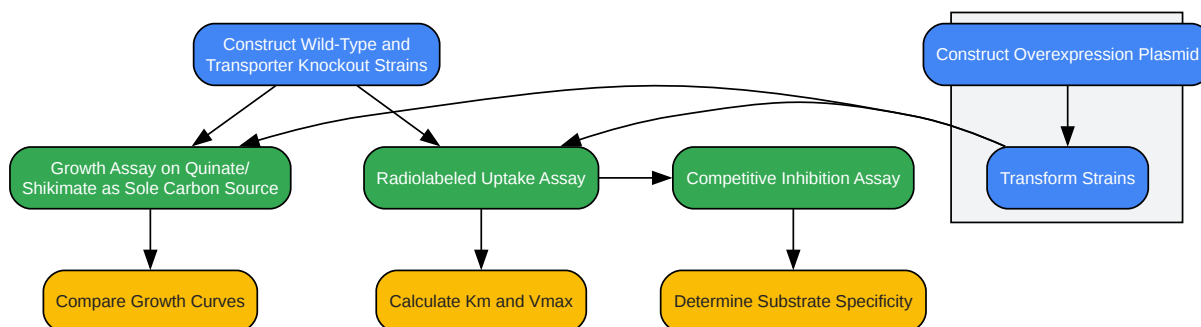 Construct Wild-Type and
Transporter Knockout Strains
Construct Overexpression Plasmid
Growth Assay on Quinate/
Shikimate as Sole Carbon Source
Radiolabeled Uptake Assay
Competitive Inhibition Assay
Transform Strains
Compare Growth Curves
Calculate Km and Vmax
Determine Substrate Specificity